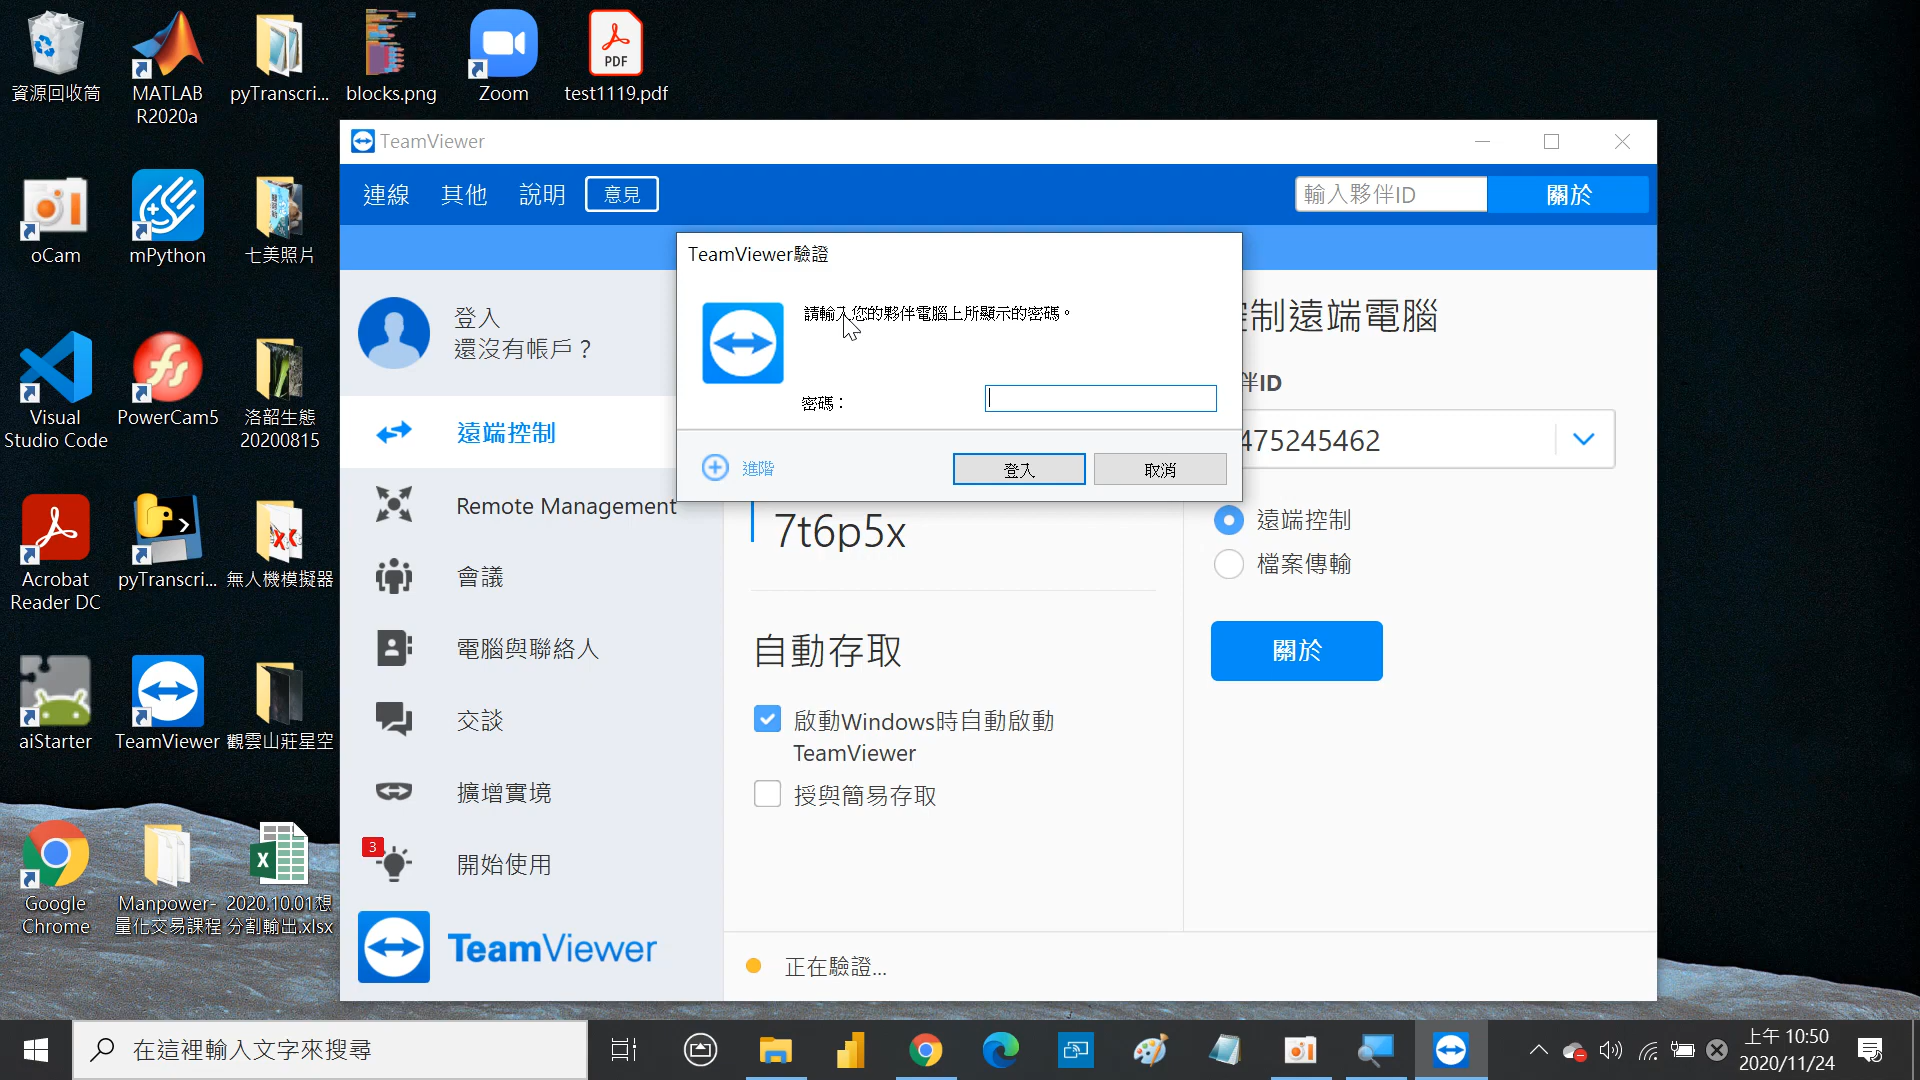 資源回收筒
MATLAB
R2020a
pyTranscri...
blocks.png
Zoom
PDF
test1119.pdf
oCam
mPython
七美照片
Visual
Studio Code
PowerCam5
洛韶生態
20200815
Acrobat
Reader DC
pyTranscri...
無人機模擬器
aiStarter
TeamViewer
觀雲山莊星空
Google
Chrome
Manpower-
量化交易課程
2020.10.01想
分割輸出.xlsx
TeamViewer
連線
其他
說明
意見
輸入夥伴ID
關於
登入
還沒有帳戶？
遠端控制
Remote Management
會議
電腦與聯絡人
交談
擴增實境
3
開始使用
TeamViewer
TeamViewer驗證
請輸入您的夥伴電腦上所顯示的密碼。
密碼：
進階
登入
取消
7t6p5x
自動存取
啟動Windows時自動啟動
TeamViewer
授與簡易存取
正在驗證...
制遠端電腦
伴ID
475245462
遠端控制
檔案傳輸
關於
在這裡輸入文字來搜尋
上午 10:50
2020/11/24